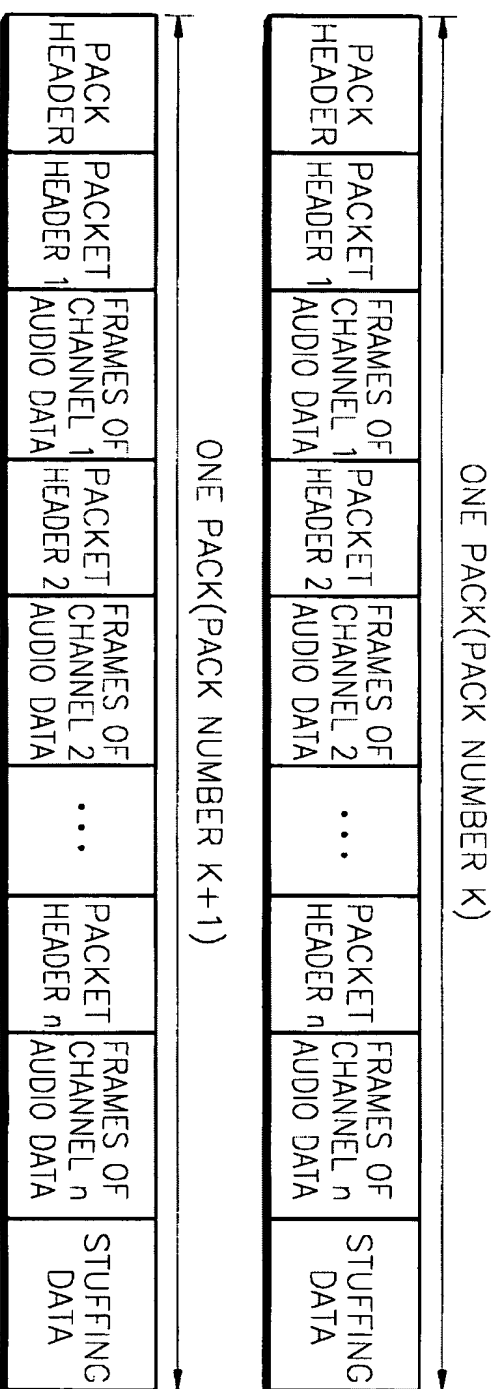 ONE PACK(PACK NUMBER K)
PACK
HEADER
PACKET
HEADER 1
FRAMES OF
CHANNEL 1
AUDIO DATA
PACKET
HEADER 2
FRAMES OF
CHANNEL 2
AUDIO DATA
...
PACKET
HEADER n
FRAMES OF
CHANNEL n
AUDIO DATA
STUFFING
DATA
ONE PACK(PACK NUMBER K+1)
PACK
HEADER
PACKET
HEADER 1
FRAMES OF
CHANNEL 1
AUDIO DATA
PACKET
HEADER 2
FRAMES OF
CHANNEL 2
AUDIO DATA
...
PACKET
HEADER n
FRAMES OF
CHANNEL n
AUDIO DATA
STUFFING
DATA